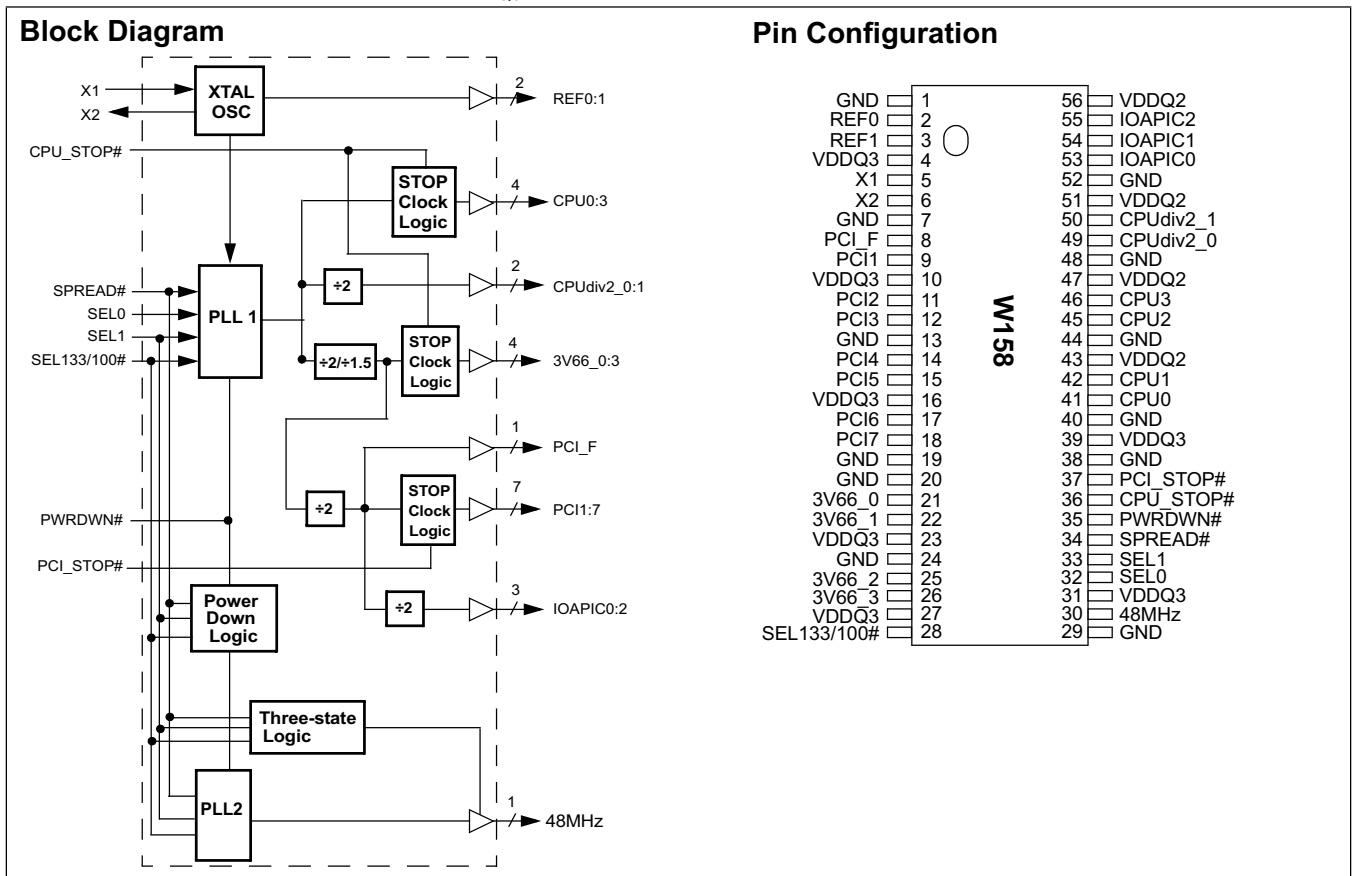 Block Diagram
X1
X2
XTAL
OSC
2
REF0:1
CPU_STOP#
STOP
Clock
Logic
4
CPU0:3
÷2
2
CPUdiv2_0:1
SPREAD#
SEL0
SEL1
SEL133/100#
PLL 1
÷2/÷1.5
STOP
Clock
Logic
4
3V66_0:3
1
PCI_F
÷2
STOP
Clock
Logic
7
PCI1:7
PWRDWN#
PCI_STOP#
÷2
3
IOAPIC0:2
Power
Down
Logic
Three-state
Logic
PLL2
1
48MHz
Pin Configuration
GND 1 56 VDDQ2
REF0 2 55 IOAPIC2
REF1 3 54 IOAPIC1
VDDQ3 4 53 IOAPIC0
X1 5 52 GND
X2 6 51 VDDQ2
GND 7 50 CPUdiv2_1
PCI_F 8 49 CPUdiv2_0
PCI1 9 48 GND
VDDQ3 10 47 VDDQ2
PCI2 11 46 CPU3
PCI3 12 45 CPU2
GND 13 44 GND
PCI4 14 43 VDDQ2
PCI5 15 42 CPU1
VDDQ3 16 41 CPU0
PCI6 17 40 GND
PCI7 18 39 VDDQ3
GND 19 38 GND
GND 20 37 PCI_STOP#
3V66_0 21 36 CPU_STOP#
3V66_1 22 35 PWRDWN#
VDDQ3 23 34 SPREAD#
GND 24 33 SEL1
3V66_2 25 32 SEL0
3V66_3 26 31 VDDQ3
VDDQ3 27 30 48MHz
SEL133/100# 28 29 GND
W158